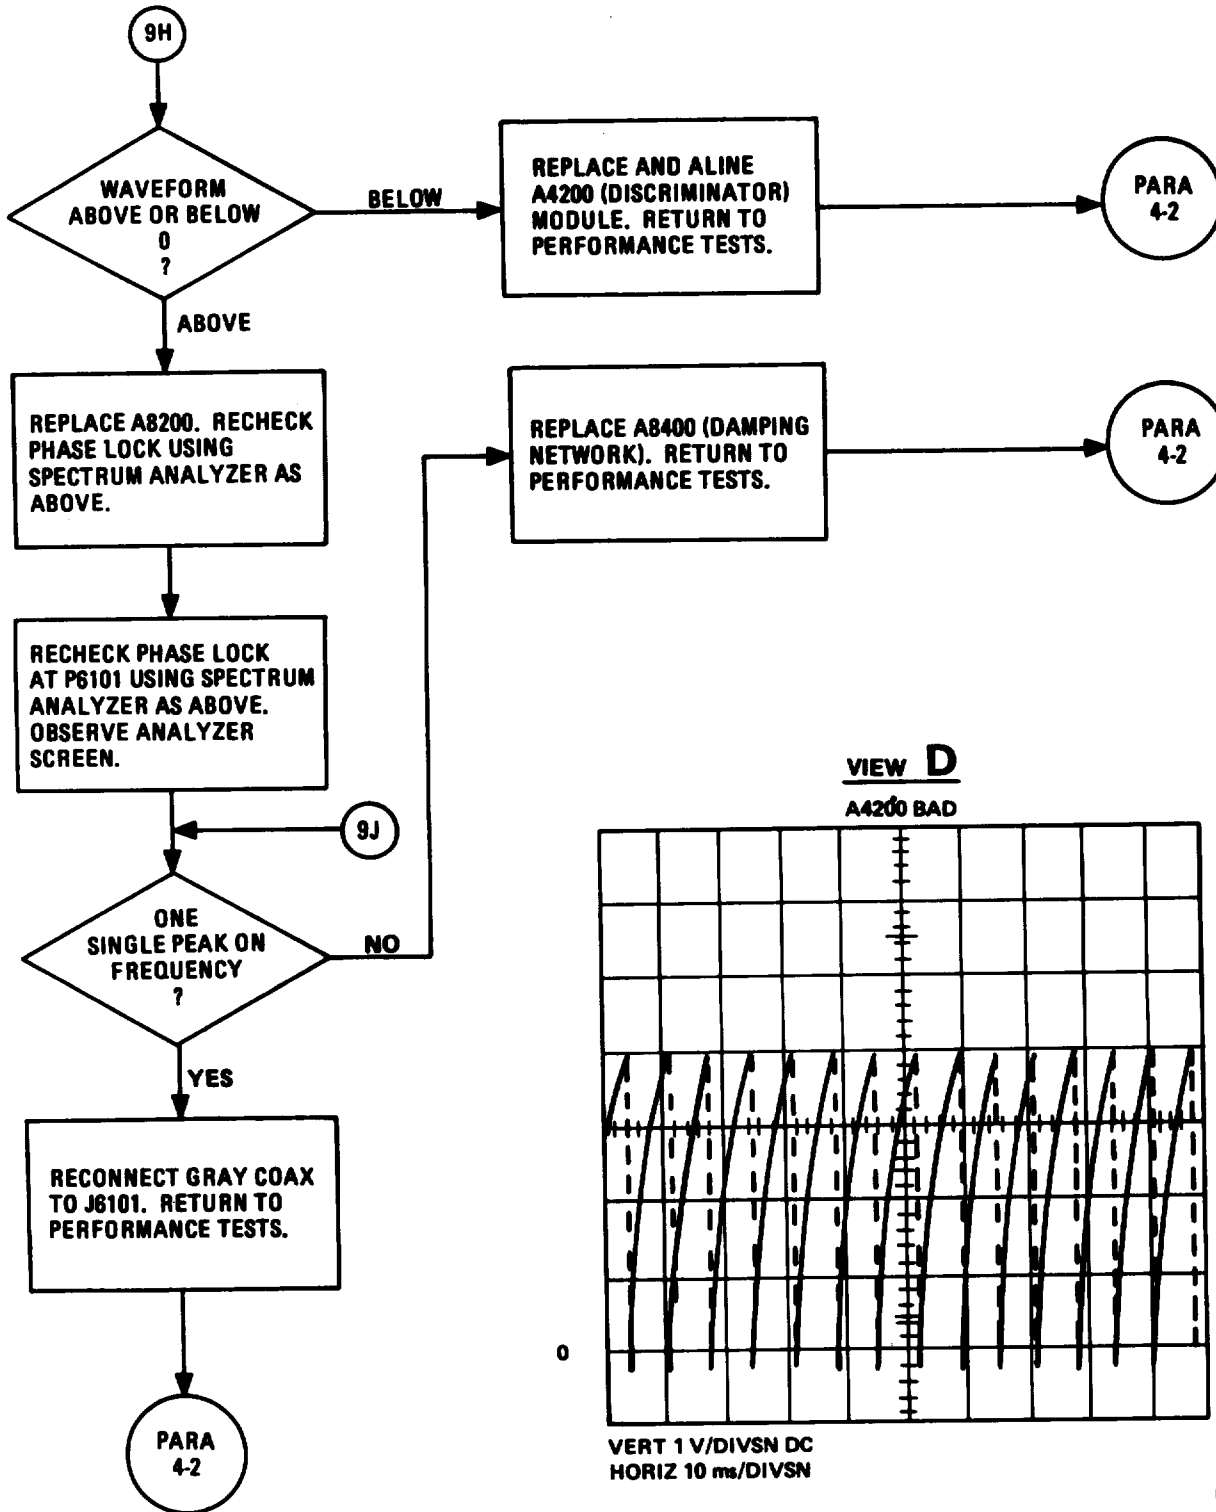 9H
WAVEFORM
ABOVE OR BELOW
0
?
BELOW
REPLACE AND ALINE
A4200 (DISCRIMINATOR)
MODULE. RETURN TO
PERFORMANCE TESTS.
PARA
4-2
ABOVE
REPLACE A8200. RECHECK
PHASE LOCK USING
SPECTRUM ANALYZER AS
ABOVE.
REPLACE A8400 (DAMPING
NETWORK). RETURN TO
PERFORMANCE TESTS.
PARA
4-2
RECHECK PHASE LOCK
AT P6101 USING SPECTRUM
ANALYZER AS ABOVE.
OBSERVE ANALYZER
SCREEN.
9J
ONE
SINGLE PEAK ON
FREQUENCY
?
NO
YES
RECONNECT GRAY COAX
TO J6101. RETURN TO
PERFORMANCE TESTS.
PARA
4-2
VIEW D
A4200 BAD
0
VERT 1 V/DIVSN DC
HORIZ 10 ms/DIVSN